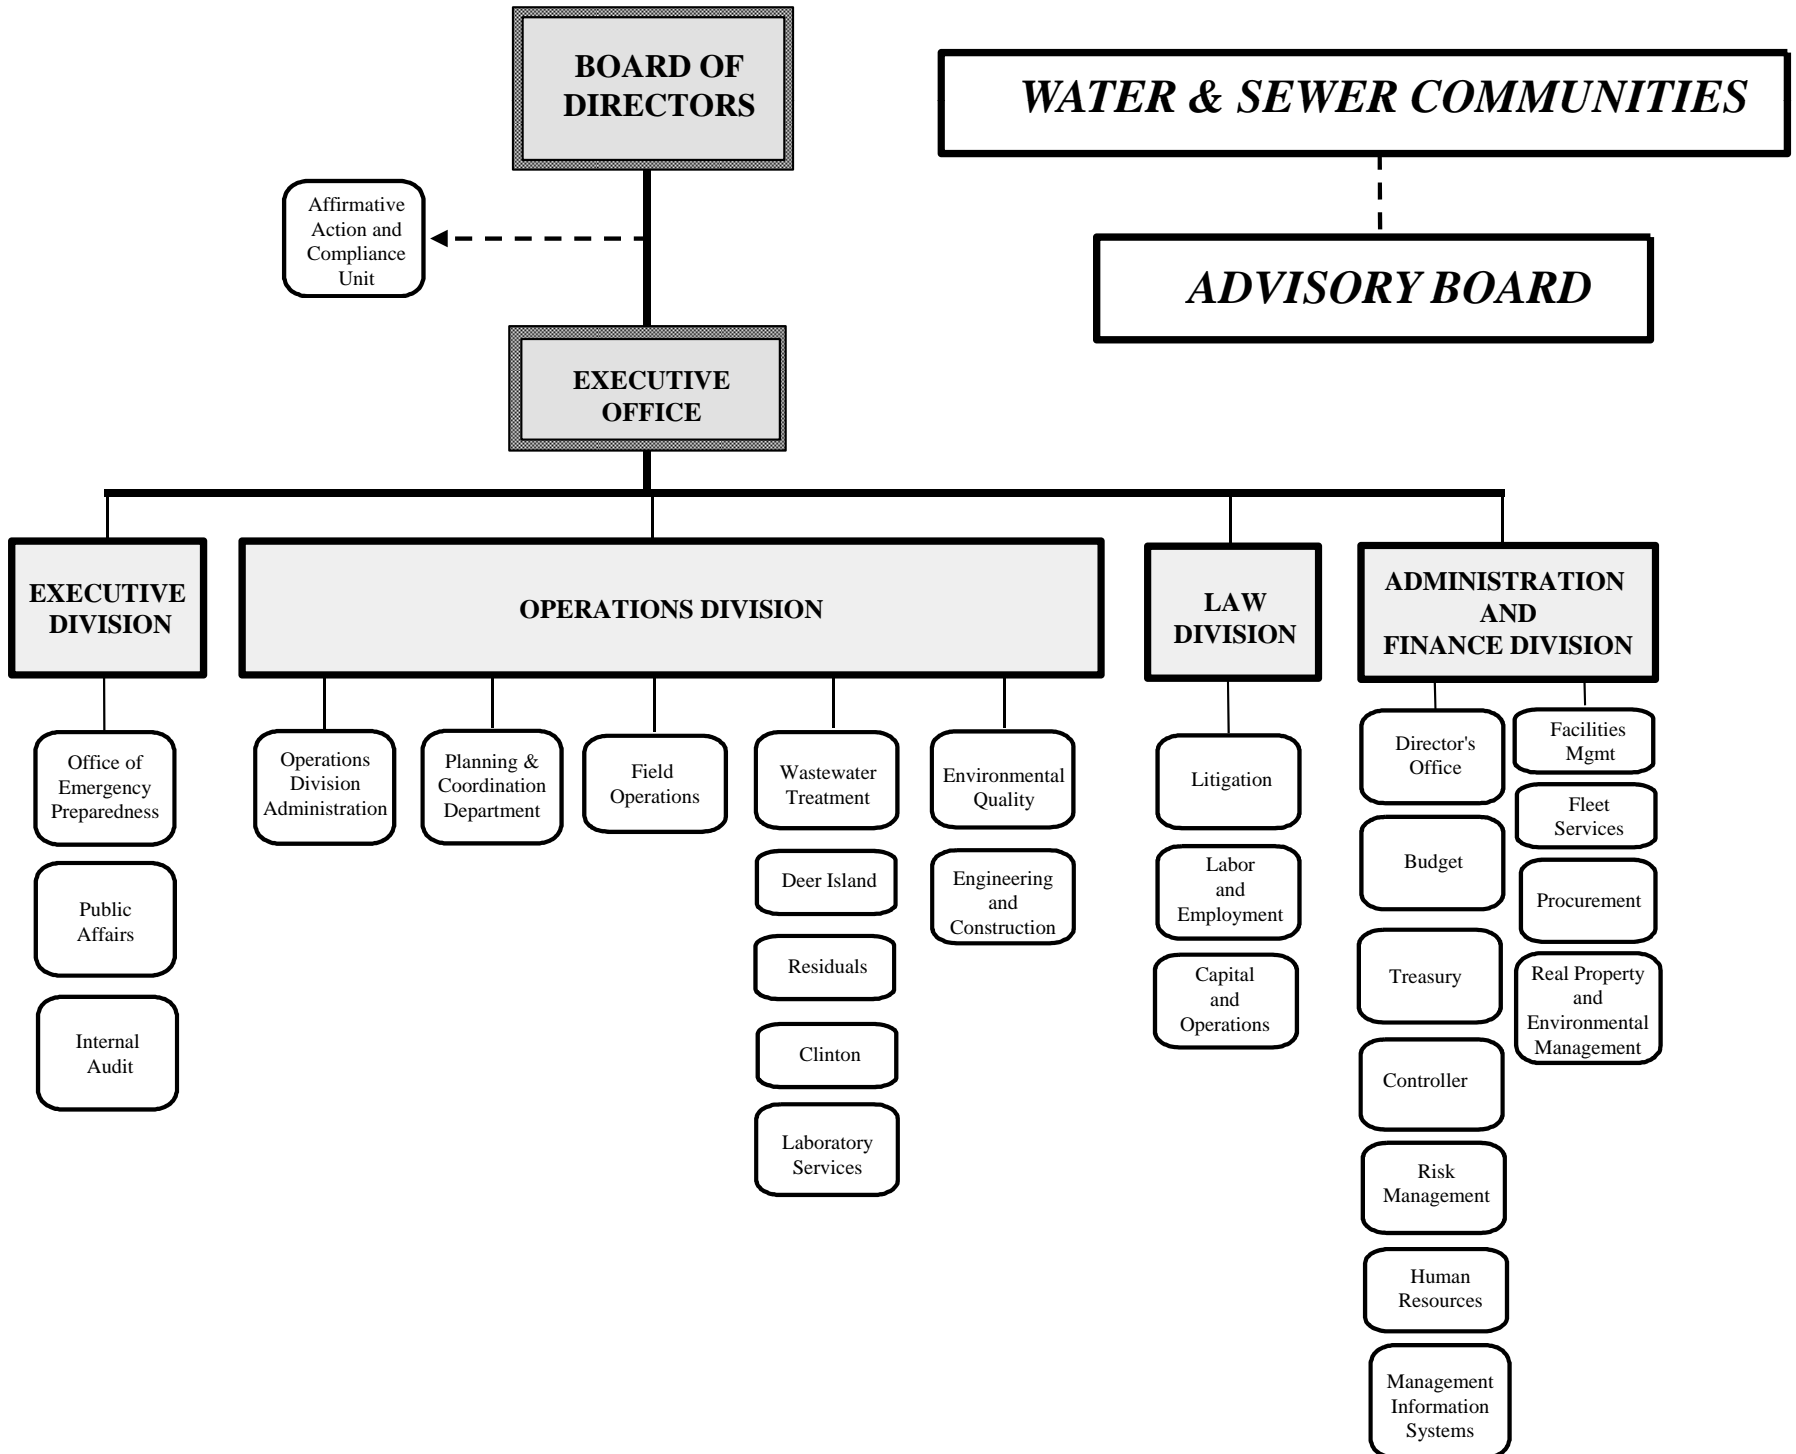 BOARD OF
DIRECTORS
WATER & SEWER COMMUNITIES
Affirmative
Action and
Compliance
Unit
ADVISORY BOARD
EXECUTIVE
OFFICE
EXECUTIVE
DIVISION
OPERATIONS DIVISION
LAW
DIVISION
ADMINISTRATION
AND
FINANCE DIVISION
Office of
Emergency
Preparedness
Public
Affairs
Internal
Audit
Operations
Division
Administration
Planning &
Coordination
Department
Field
Operations
Wastewater
Treatment
Deer Island
Residuals
Clinton
Laboratory
Services
Environmental
Quality
Engineering
and
Construction
Litigation
Labor
and
Employment
Capital
and
Operations
Director's
Office
Budget
Treasury
Controller
Risk
Management
Human
Resources
Management
Information
Systems
Facilities
Mgmt
Fleet
Services
Procurement
Real Property
and
Environmental
Management